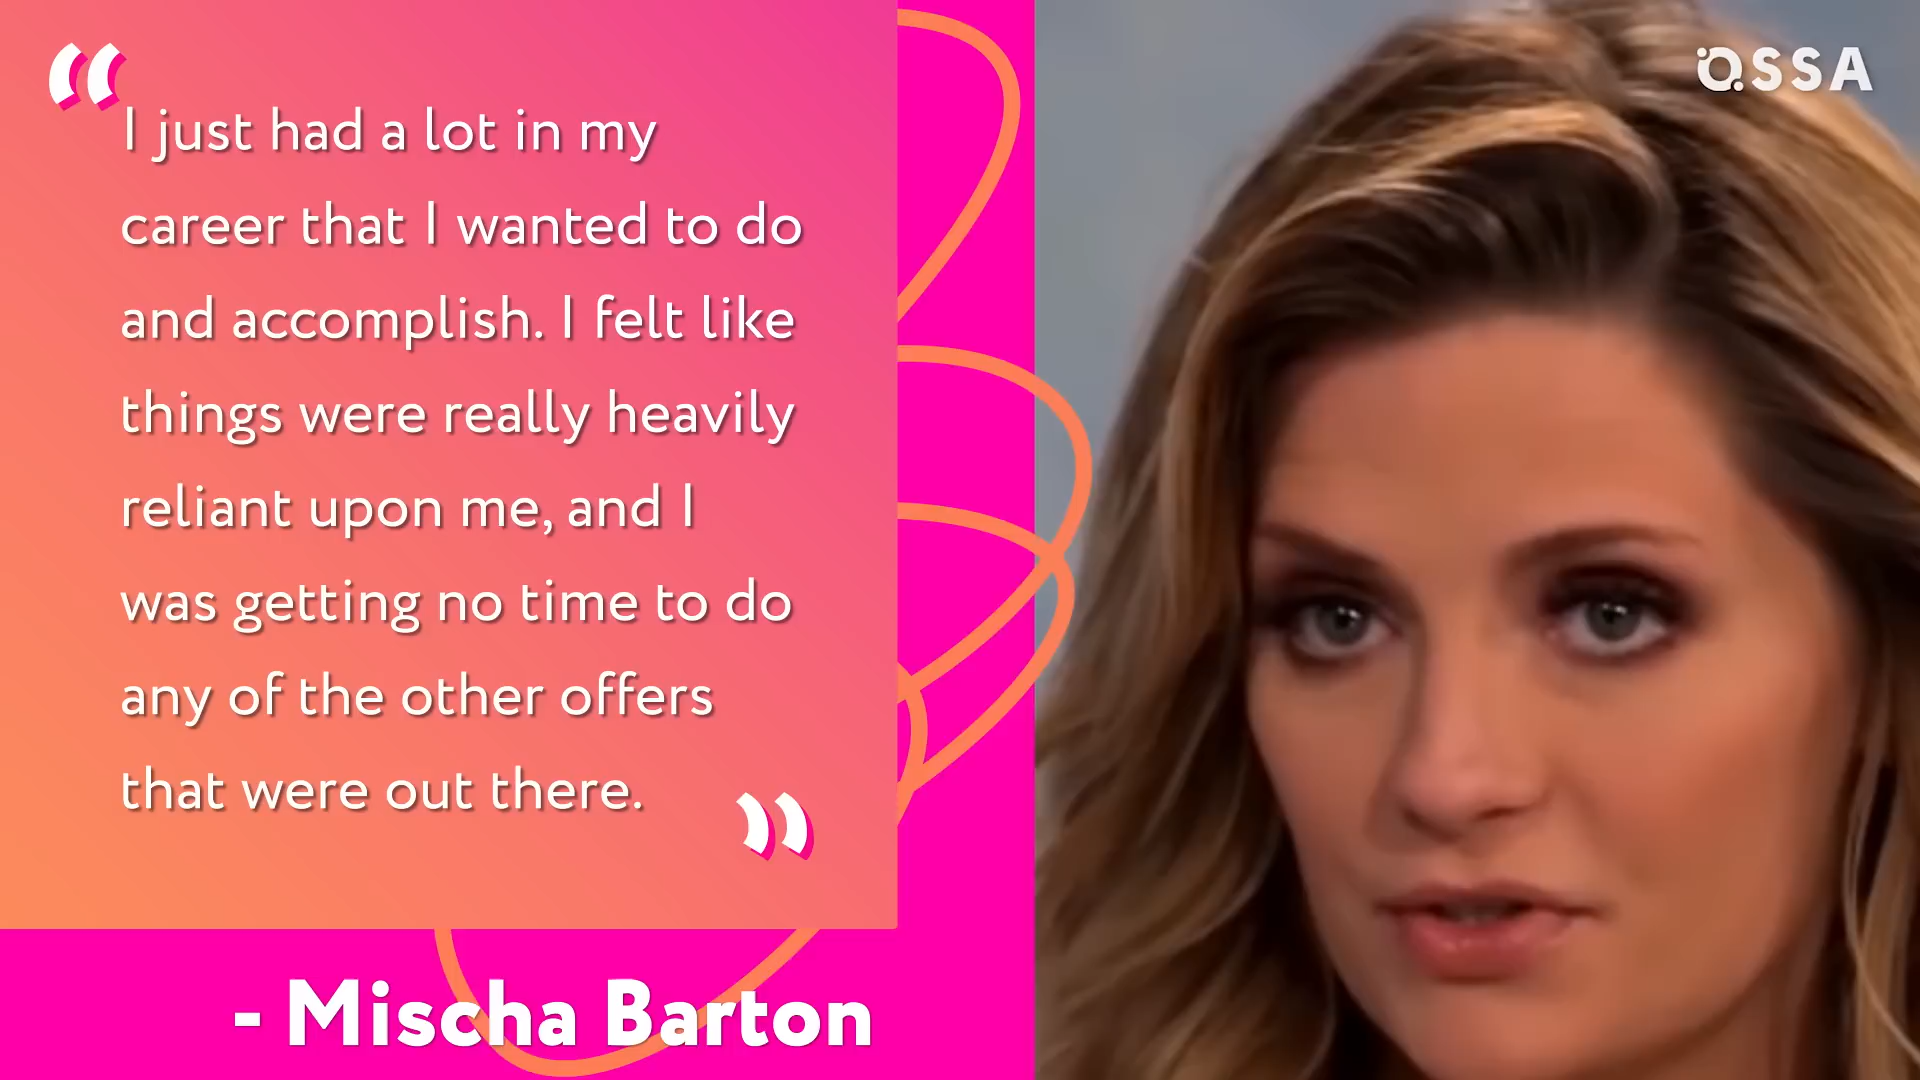 “
I just had a lot in my
career that I wanted to do
and accomplish. I felt like
things were really heavily
reliant upon me, and I
was getting no time to do
any of the other offers
that were out there.
”
- Mischa Barton
OSSA